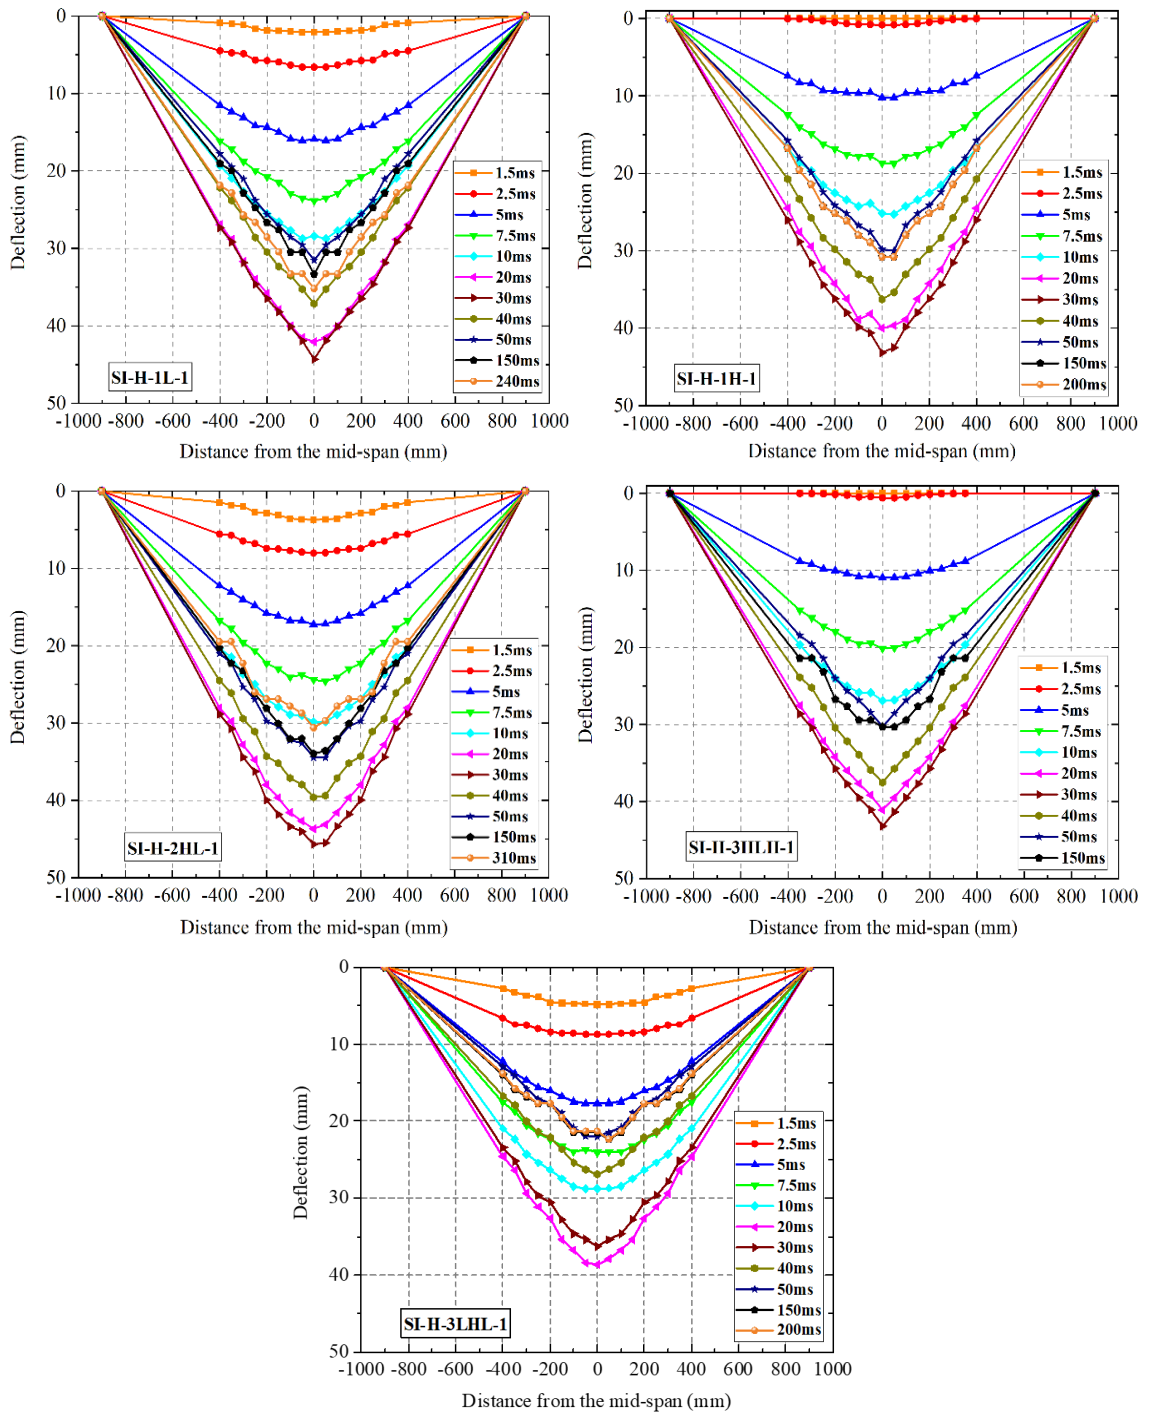 0
10
20
30
40
50
Deflection (mm)
-1000 -800 -600 -400 -200 0 200 400 600 800 1000
Distance from the mid-span (mm)
SI-H-1L-1
1.5ms
2.5ms
5ms
7.5ms
10ms
20ms
30ms
40ms
50ms
150ms
240ms
0
10
20
30
40
50
Deflection (mm)
-1000 -800 -600 -400 -200 0 200 400 600 800 1000
Distance from the mid-span (mm)
SI-H-1H-1
1.5ms
2.5ms
5ms
7.5ms
10ms
20ms
30ms
40ms
50ms
150ms
200ms
0
10
20
30
40
50
Deflection (mm)
-1000 -800 -600 -400 -200 0 200 400 600 800 1000
Distance from the mid-span (mm)
SI-H-2HL-1
1.5ms
2.5ms
5ms
7.5ms
10ms
20ms
30ms
40ms
50ms
150ms
310ms
0
10
20
30
40
50
Deflection (mm)
-1000 -800 -600 -400 -200 0 200 400 600 800 1000
Distance from the mid-span (mm)
SI-H-3HLH-1
1.5ms
2.5ms
5ms
7.5ms
10ms
20ms
30ms
40ms
50ms
150ms
0
10
20
30
40
50
Deflection (mm)
-1000 -800 -600 -400 -200 0 200 400 600 800 1000
Distance from the mid-span (mm)
SI-H-3LHL-1
1.5ms
2.5ms
5ms
7.5ms
10ms
20ms
30ms
40ms
50ms
150ms
200ms